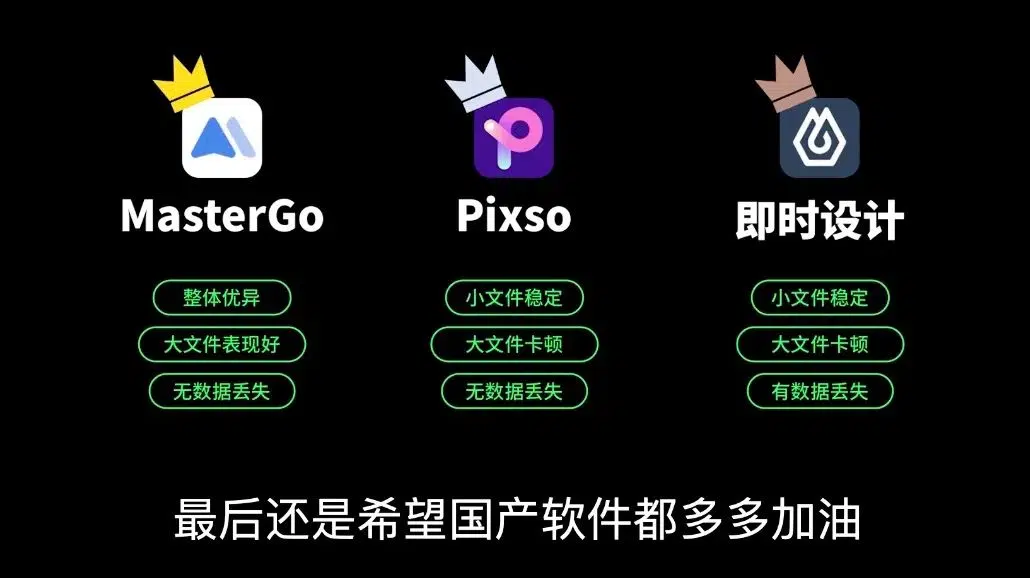 MasterGo
Pixso
即时设计
整体优异
小文件稳定
小文件稳定
大文件表现好
大文件卡顿
大文件卡顿
无数据丢失
无数据丢失
有数据丢失
最后还是希望国产软件都多多加油